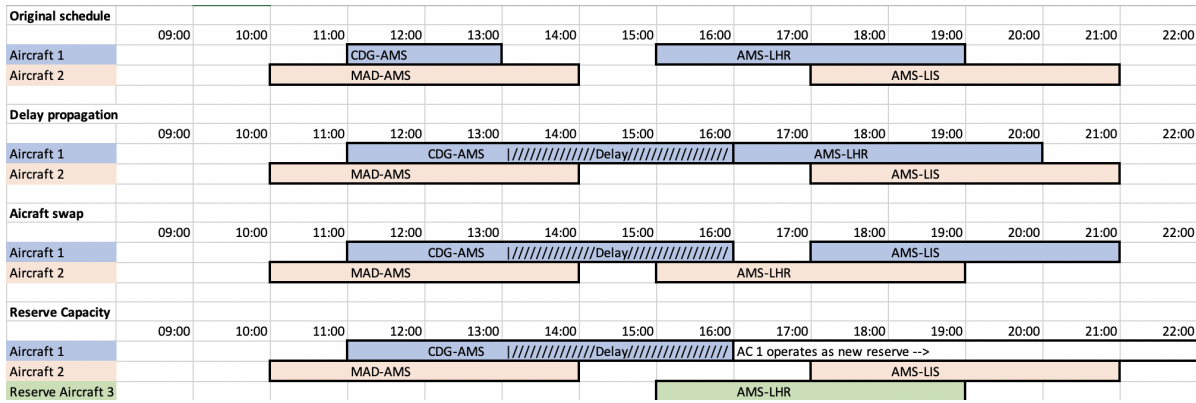 Original schedule
09:00 10:00 11:00 12:00 13:00 14:00 15:00 16:00 17:00 18:00 19:00 20:00 21:00 22:00
Aircraft 1 CDG-AMS AMS-LHR
Aircraft 2 MAD-AMS AMS-LIS
Delay propagation
09:00 10:00 11:00 12:00 13:00 14:00 15:00 16:00 17:00 18:00 19:00 20:00 21:00 22:00
Aircraft 1 CDG-AMS |///////////////Delay////////////////// AMS-LHR
Aircraft 2 MAD-AMS AMS-LIS
Aicraft swap
09:00 10:00 11:00 12:00 13:00 14:00 15:00 16:00 17:00 18:00 19:00 20:00 21:00 22:00
Aircraft 1 CDG-AMS |///////////////Delay////////////////// AMS-LIS
Aircraft 2 MAD-AMS AMS-LHR
Reserve Capacity
09:00 10:00 11:00 12:00 13:00 14:00 15:00 16:00 17:00 18:00 19:00 20:00 21:00 22:00
Aircraft 1 CDG-AMS |///////////////Delay////////////////// AC 1 operates as new reserve -->
Aircraft 2 MAD-AMS AMS-LIS
Reserve Aircraft 3 AMS-LHR